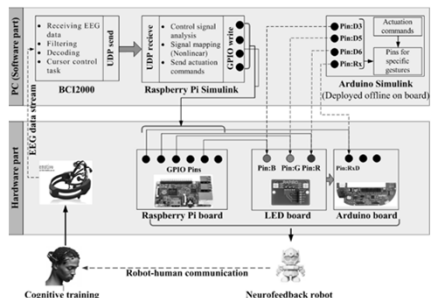 PC (Software part)
• Receiving EEG
data
• Filtering
• Decoding
• Cursor control
task
UDP send
BCI2000
UDP recieve
• Control signal
analysis
• Signal mapping
(Nonlinear)
• Send actuation
commands
GPIO write
Raspberry Pi Simulink
Pin:D3
Pin:D5
Pin:D6
Pin:Rx
Actuation
commands
Pins for
specific
gestures
Arduino Simulink
(Deployed offline on board)
EEG data stream
Hardware part
GPIO Pins
Raspberry Pi board
Pin:B Pin:G Pin:R
LED board
Pin:RxD
Arduino board
Robot-human communication
Cognitive training
Neurofeedback robot